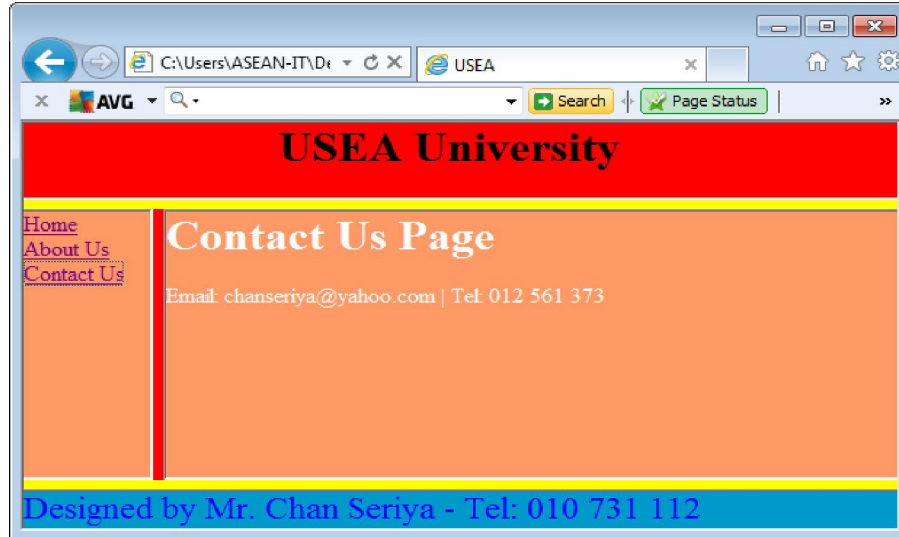 C:\Users\ASEAN-IT\De
USEA
AVG
Search
Page Status
»
USEA University
Home
About Us
Contact Us
Contact Us Page
Email: chanseriya@yahoo.com | Tel: 012 561 373
Designed by Mr. Chan Seriya - Tel: 010 731 112